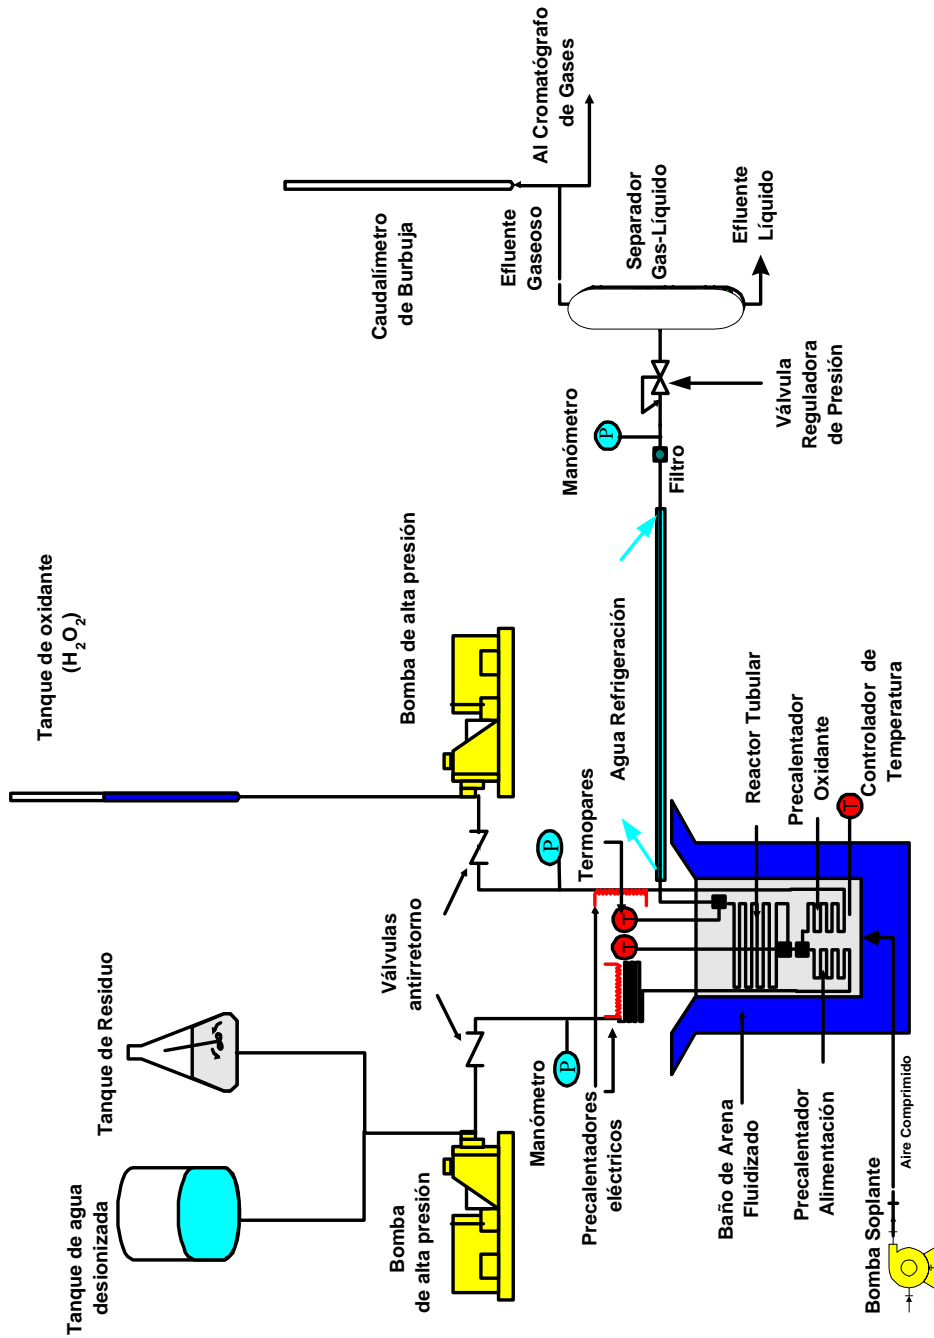 Tanque de agua
desionizada
Tanque de Residuo
Tanque de oxidante
(H2O2)
Bomba
de alta presión
Válvulas
antirretorno
Bomba de alta presión
Caudalímetro
de Burbuja
Efluente
Gaseoso
Al Cromatógrafo
de Gases
Manómetro
P
P
Precalentadores
eléctricos
Termopares
T
T
Agua Refrigeración
Manómetro
P
Filtro
Separador
Gas-Líquido
Efluente
Líquido
Válvula
Reguladora
de Presión
Baño de Arena
Fluidizado
Precalentador
Alimentación
Reactor Tubular
Precalentador
Oxidante
T
Controlador de
Temperatura
Bomba Soplante
Aire Comprimido